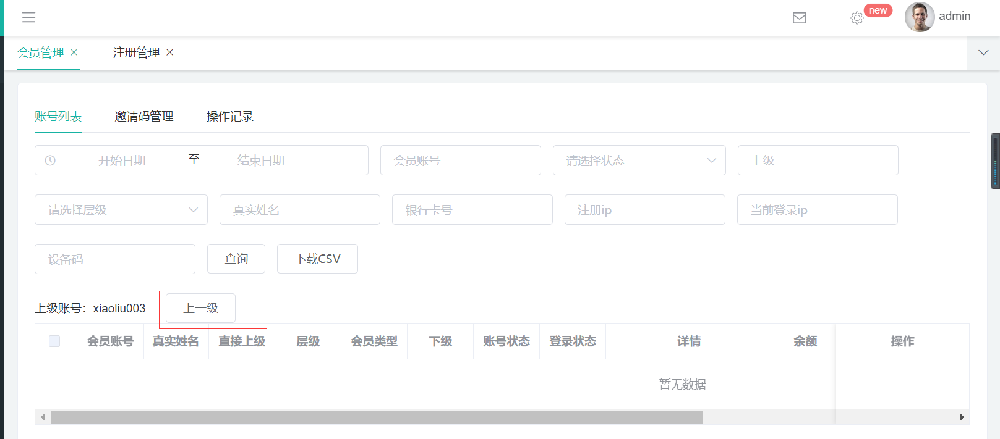 new
admin
会员管理 注册管理
账号列表 邀请码管理 操作记录
开始日期 至 结束日期 会员账号 请选择状态 上级
请选择层级 真实姓名 银行卡号 注册ip 当前登录ip
设备码 查询 下载CSV
上级账号：xiaoliu003 上一级
会员账号 真实姓名 直接上级 层级 会员类型 下级 账号状态 登录状态 详情 余额 操作
暂无数据